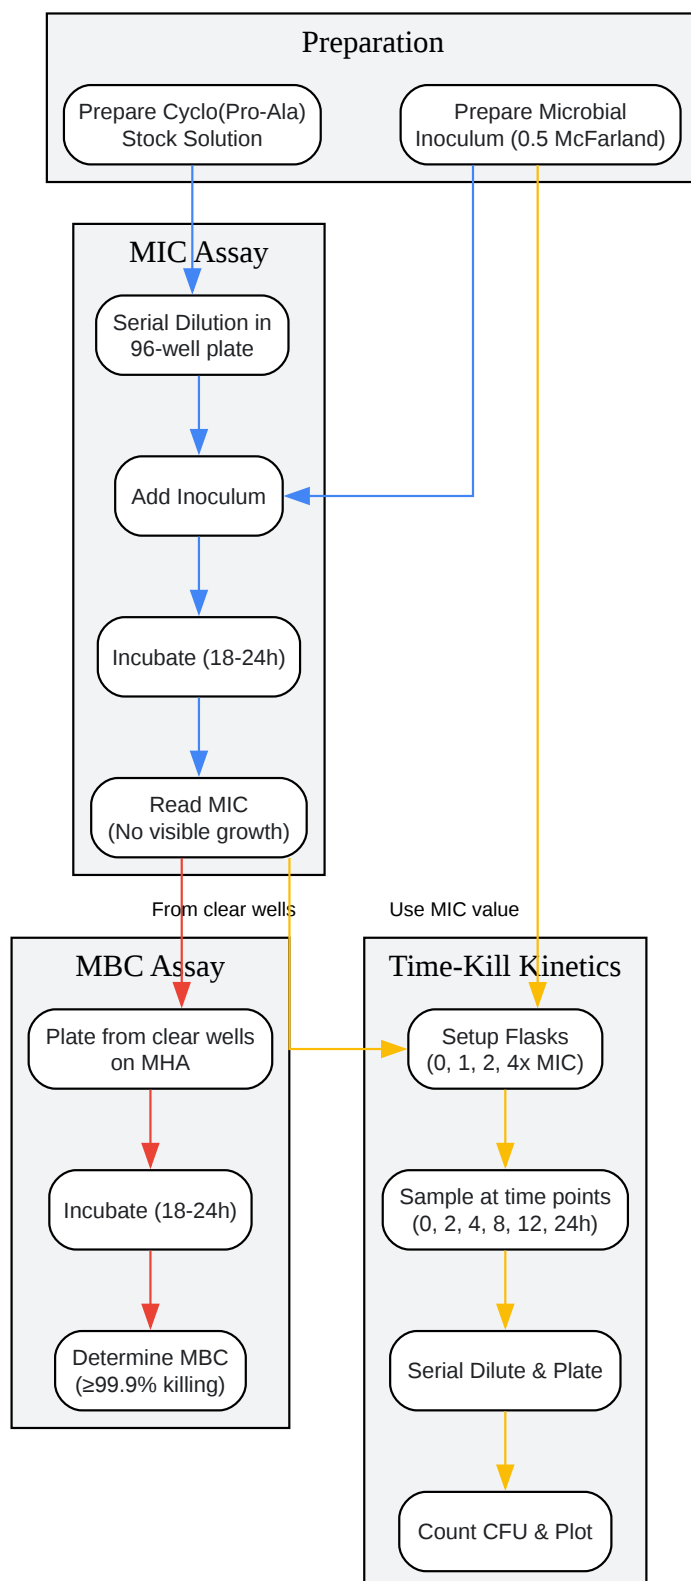 Preparation
Prepare Cyclo(Pro-Ala)
Stock Solution
Prepare Microbial
Inoculum (0.5 McFarland)
MIC Assay
Serial Dilution in
96-well plate
Add Inoculum
Incubate (18-24h)
Read MIC
(No visible growth)
From clear wells
Use MIC value
MBC Assay
Plate from clear wells
on MHA
Incubate (18-24h)
Determine MBC
(≥99.9% killing)
Time-Kill Kinetics
Setup Flasks
(0, 1, 2, 4x MIC)
Sample at time points
(0, 2, 4, 8, 12, 24h)
Serial Dilute & Plate
Count CFU & Plot